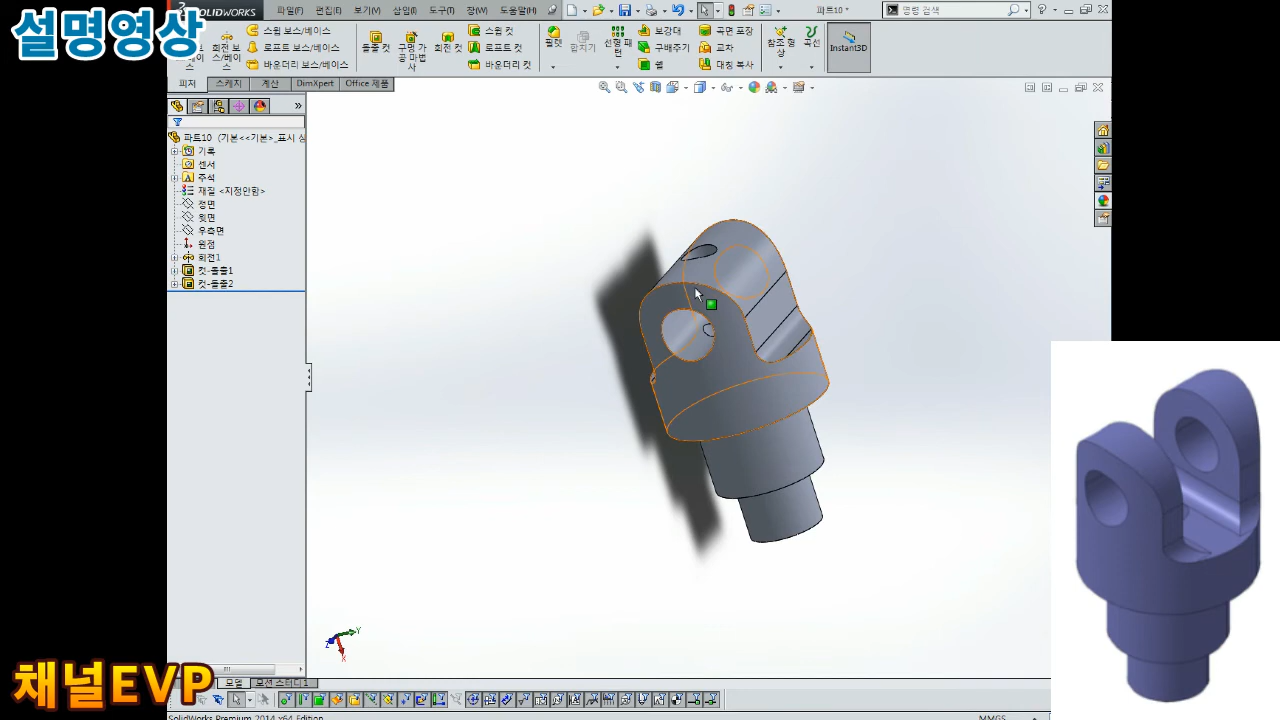 설명영상
SOLIDWORKS
파일(F) 편집(E) 보기(V) 삽입(I) 도구(T) 창(W) 도움말(H)
파트10 *
명령 검색
회전 보스/베이스
스윕 보스/베이스
로프트 보스/베이스
바운더리 보스/베이스
돌출 컷
구멍 가공 마법사
회전 컷
스윕 컷
로프트 컷
바운더리 컷
필렛
선형 패턴
보강대
구배주기
쉘
곡면 포장
교차
대칭 복사
참조 형상
곡선
Instant3D
피처 스케치 계산 DimXpert Office 제품
파트10 (기본<<기본>_표시 상
기록
센서
주석
재질 <지정안함>
정면
윗면
우측면
원점
회전1
컷-돌출1
컷-돌출2
Y
Z
X
채널EVP
모델 모션 스터디 1
SolidWorks Premium 2014 x64 Edition
MMGS